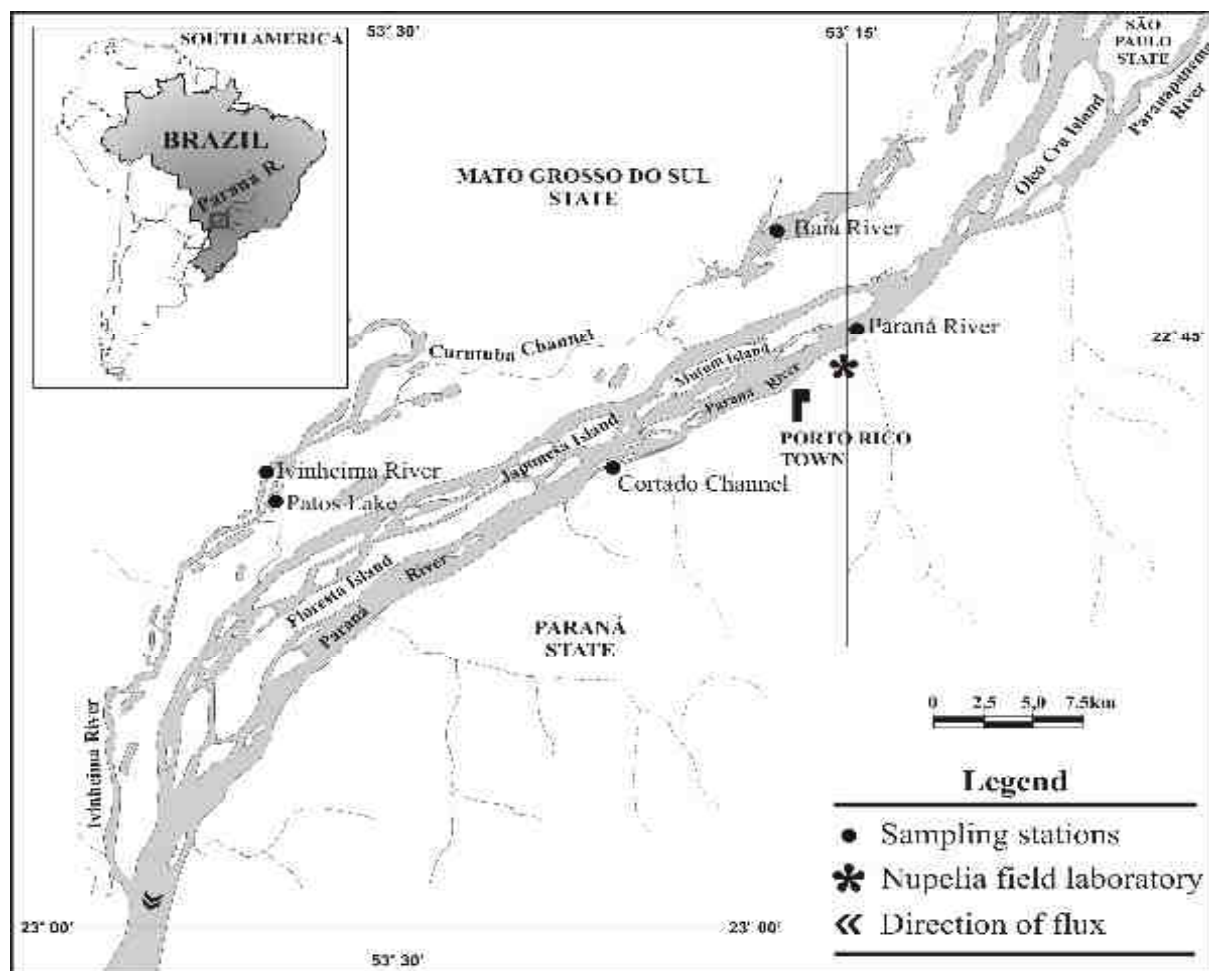 SOUTH AMERICA
BRAZIL
Paraná R.
53° 30'
53° 15'
SÃO
PAULO
STATE
Paranapanema
River
Óleo Cru Island
MATO GROSSO DO SUL
STATE
Baía River
Curutuba Channel
Mutum Island
Paraná River
Paraná River
22° 45'
PORTO RICO
TOWN
Japonesa Island
Ivinheima River
Patos Lake
Cortado Channel
Floresta Island
Paraná River
PARANÁ
STATE
Ivinheima River
0 2,5 5,0 7.5km
Legend
Sampling stations
Nupelia field laboratory
Direction of flux
23° 00'
23° 00'
53° 30'